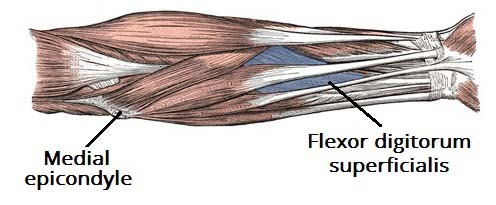 Medial
epicondyle
Flexor digitorum
superficialis